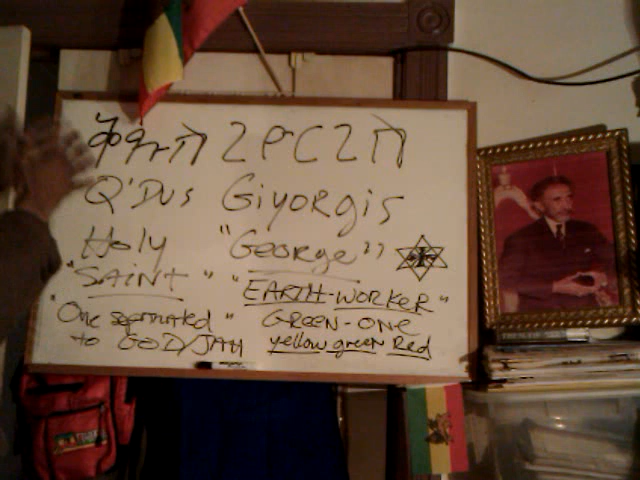 ቅዱስ ጊዮርጊስ
Q'Dus Giyorgis
Holy "George"
"SAINT" "EARTH-WORKER"
"One separated" GREEN-ONE
to GOD/JAH yellow green Red